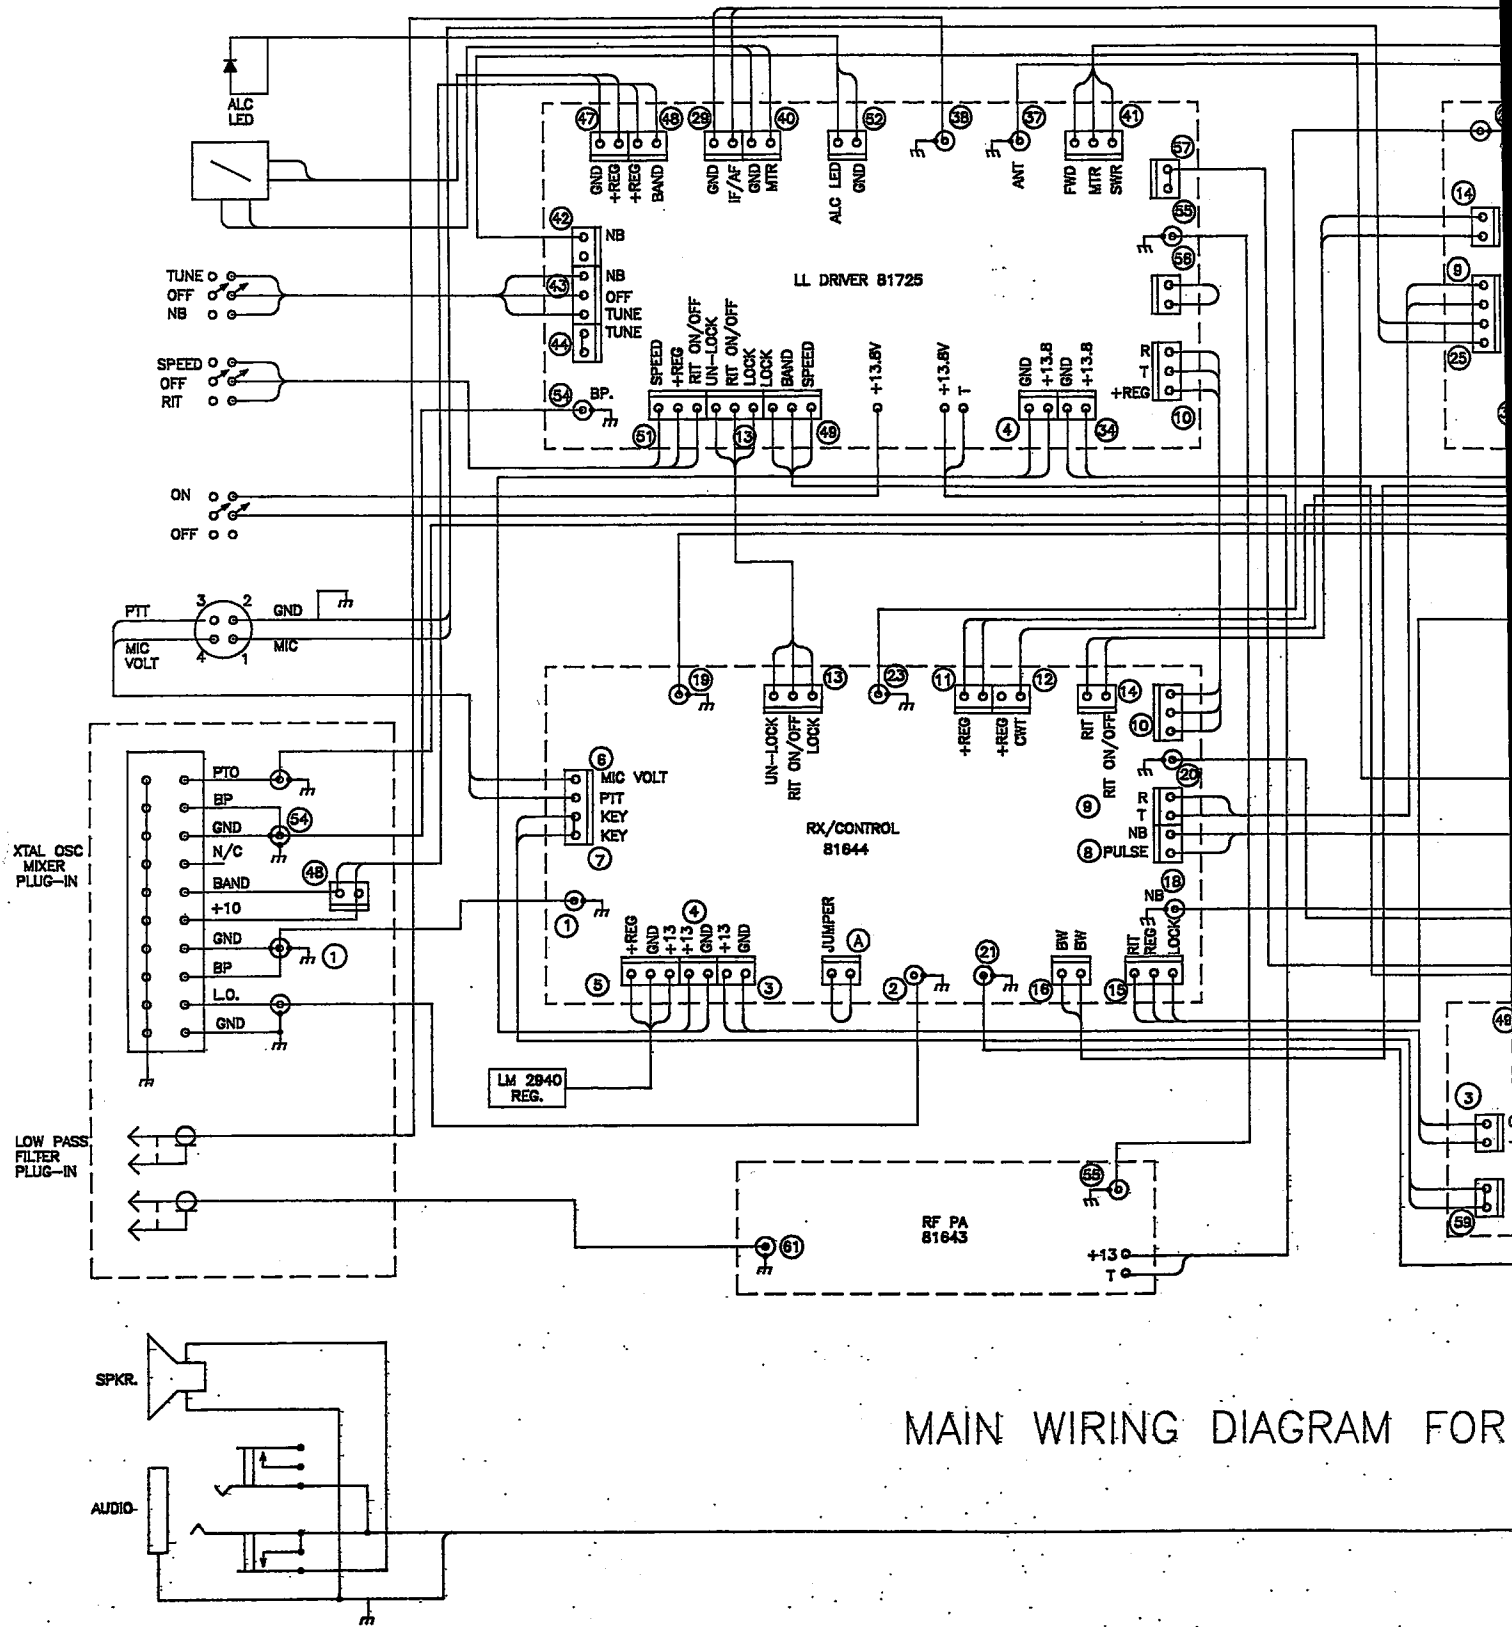 ALC
LED
47
48
29
40
52
38
37
41
GND
+REG
+REG
BAND
GND
IF/AF
GND
MTR
ALC LED
GND
ANT
FWD
MTR
SWR
57
55
56
14
9
25
42
NB
43
NB
OFF
TUNE
TUNE
44
TUNE
OFF
NB
LL DRIVER 81725
SPEED
OFF
RIT
54
BP.
SPEED
+REG
RIT ON/OFF
UN-LOCK
RIT ON/OFF
LOCK
LOCK
BAND
SPEED
+13.8V
+13.8V
T
GND
+13.8
GND
+13.8
R
T
+REG
10
51
13
49
4
34
ON
OFF
PTT
MIC
VOLT
3
2
4
1
GND
MIC
19
13
23
11
12
14
10
UN-LOCK
RIT ON/OFF
LOCK
+REG
+REG
CWT
RIT
RIT ON/OFF
6
MIC VOLT
PTT
KEY
KEY
7
RX/CONTROL
81644
20
9
R
T
NB
8
PULSE
18
NB
XTAL OSC
MIXER
PLUG-IN
PTO
BP
GND
54
N/C
BAND
48
+10
GND
1
BP
L.O.
GND
1
4
+REG
GND
+13
+13
GND
+13
GND
5
3
JUMPER
A
2
21
BW
BW
16
RIT
REG
LOCK
15
49
3
59
LM 2940
REG.
LOW PASS
FILTER
PLUG-IN
RF PA
81643
55
61
+13
T
SPKR.
AUDIO
MAIN WIRING DIAGRAM FOR